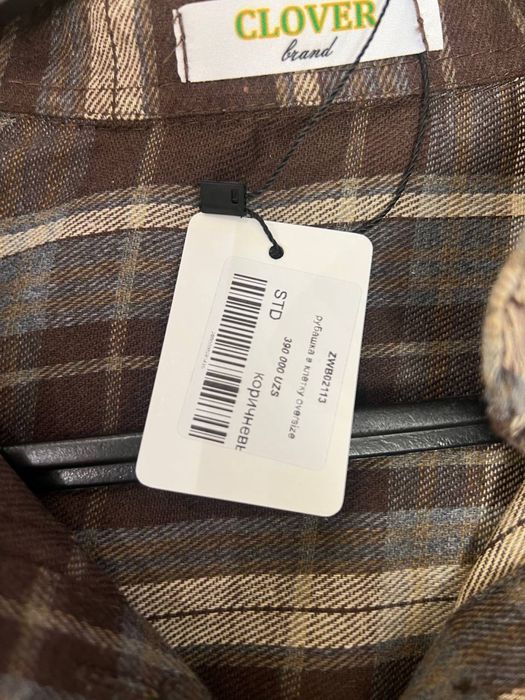 CLOVER
brand
ZWB02113
рубашка в клетку oversize
390 000 UZS
STD
коричневы